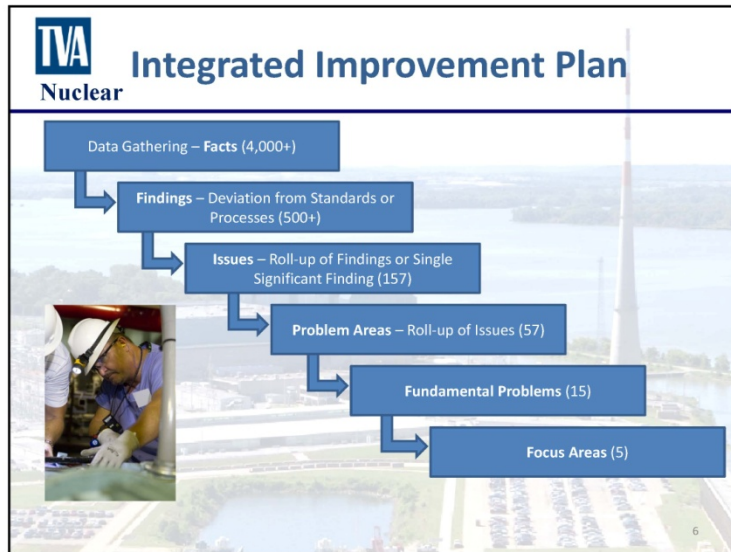 TVA
Nuclear
Integrated Improvement Plan
Data Gathering – Facts (4,000+)
Findings – Deviation from Standards or
Processes (500+)
Issues – Roll-up of Findings or Single
Significant Finding (157)
Problem Areas – Roll-up of Issues (57)
Fundamental Problems (15)
Focus Areas (5)
6